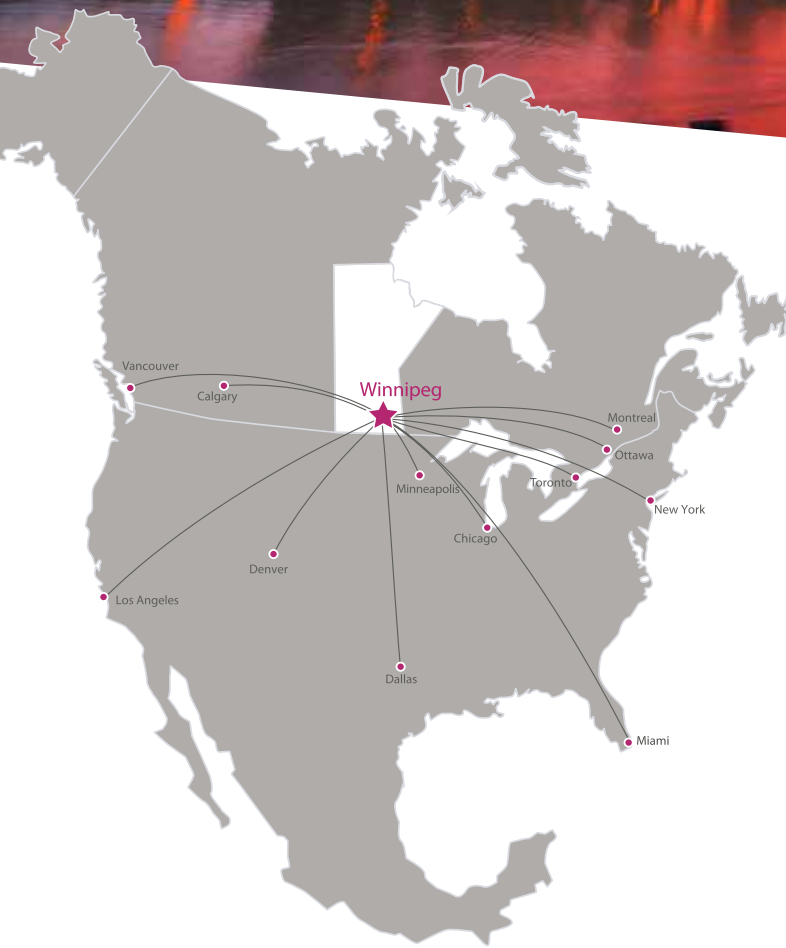 Vancouver
Calgary
Winnipeg
Montreal
Ottawa
Toronto
Minneapolis
New York
Chicago
Denver
Los Angeles
Dallas
Miami